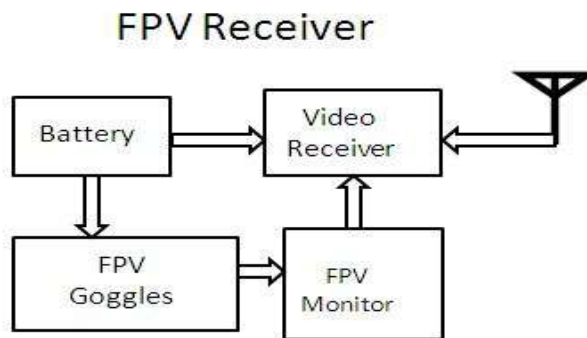 FPV Receiver
Battery
Video
Receiver
FPV
Goggles
FPV
Monitor